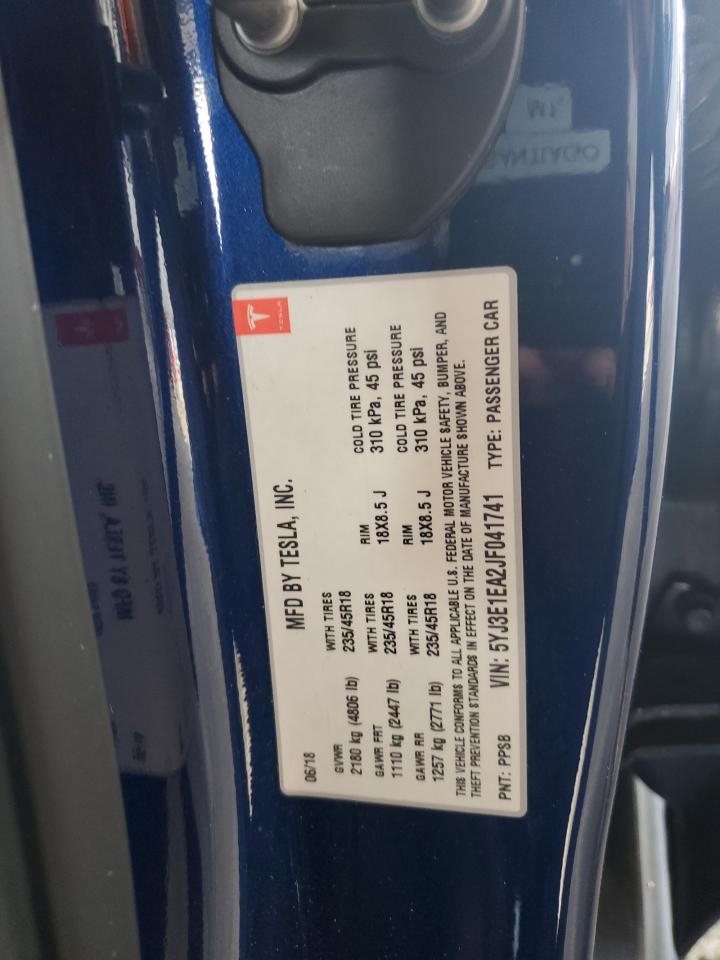 TESLA
MFD BY TESLA, INC.
06/18
GVWR
2180 kg (4806 lb)
WITH TIRES
235/45R18
RIM
18X8.5 J
COLD TIRE PRESSURE
310 kPa, 45 psi
GAWR FRT
1110 kg (2447 lb)
WITH TIRES
235/45R18
RIM
18X8.5 J
COLD TIRE PRESSURE
310 kPa, 45 psi
GAWR RR
1257 kg (2771 lb)
WITH TIRES
235/45R18
THIS VEHICLE CONFORMS TO ALL APPLICABLE U.S. FEDERAL MOTOR VEHICLE SAFETY, BUMPER, AND
THEFT PREVENTION STANDARDS IN EFFECT ON THE DATE OF MANUFACTURE SHOWN ABOVE.
PNT: PPSB VIN: 5YJ3E1EA2JF041741 TYPE: PASSENGER CAR